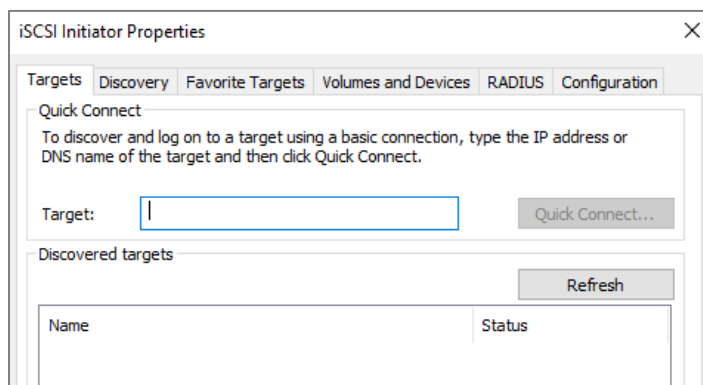 iSCSI Initiator Properties
Targets Discovery Favorite Targets Volumes and Devices RADIUS Configuration
Quick Connect
To discover and log on to a target using a basic connection, type the IP address or
DNS name of the target and then click Quick Connect.
Target:
Quick Connect...
Discovered targets
Refresh
Name Status